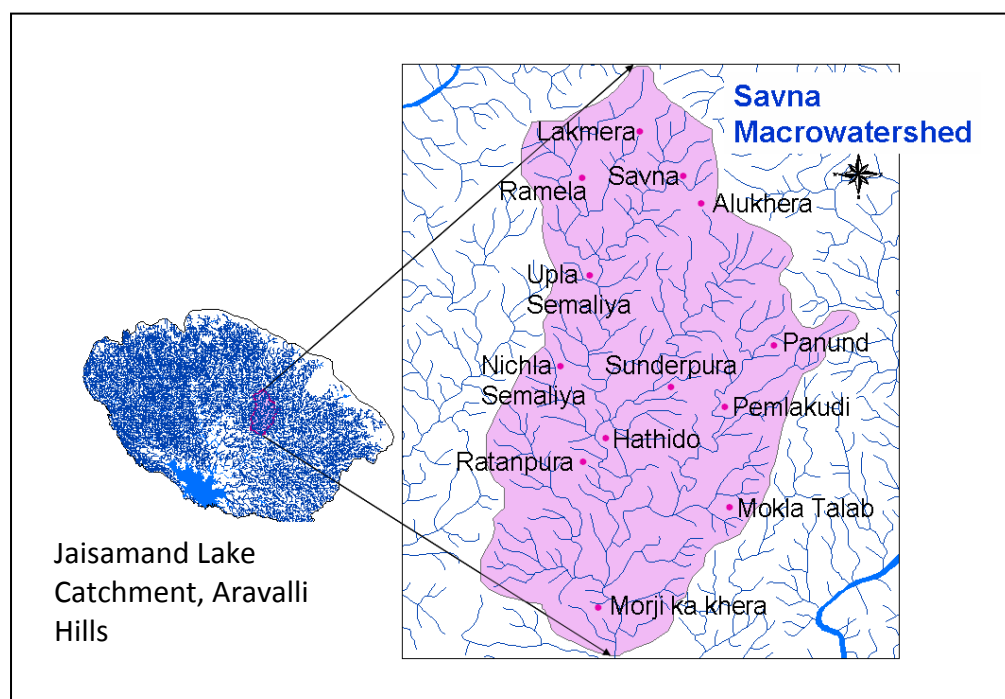 Savna
Macrowatershed
Lakmera
Ramela
Savna
Alukhera
Upla
Semaliya
Panund
Nichla
Semaliya
Sunderpura
Pemlakudi
Hathido
Ratanpura
Mokla Talab
Morji ka khera
Jaisamand Lake
Catchment, Aravalli
Hills